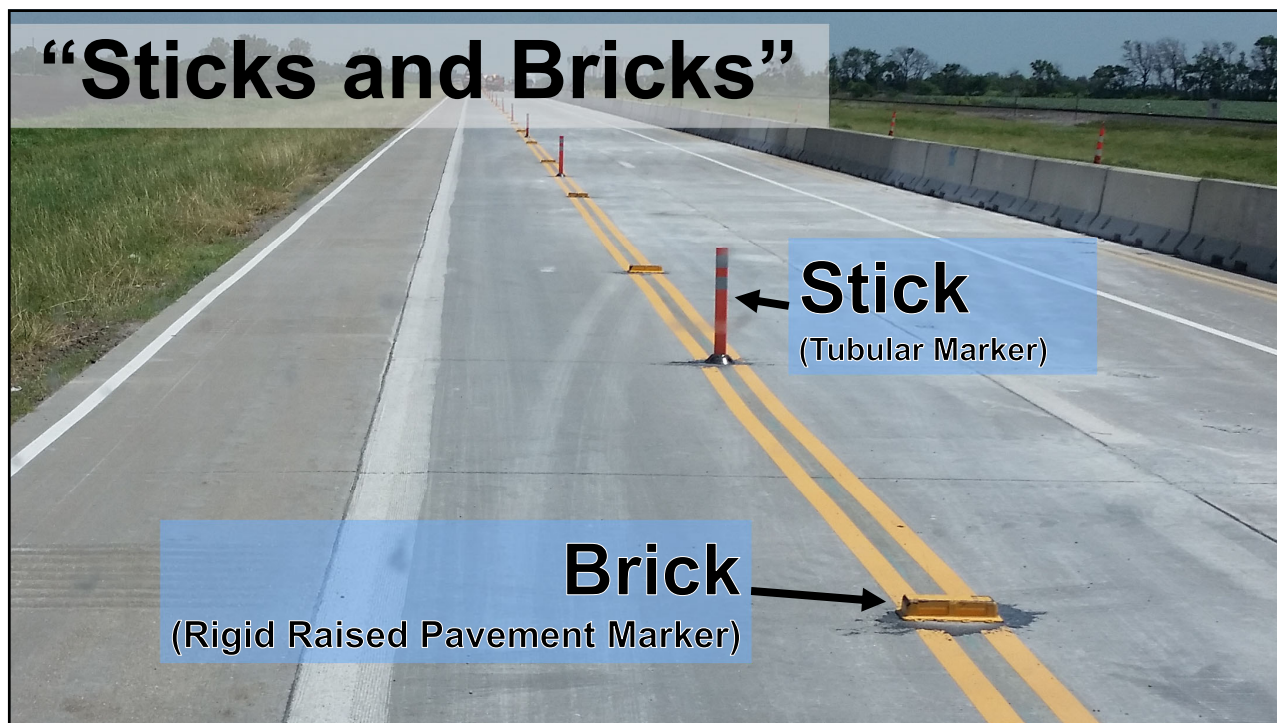 “Sticks and Bricks”
Stick
(Tubular Marker)
Brick
(Rigid Raised Pavement Marker)